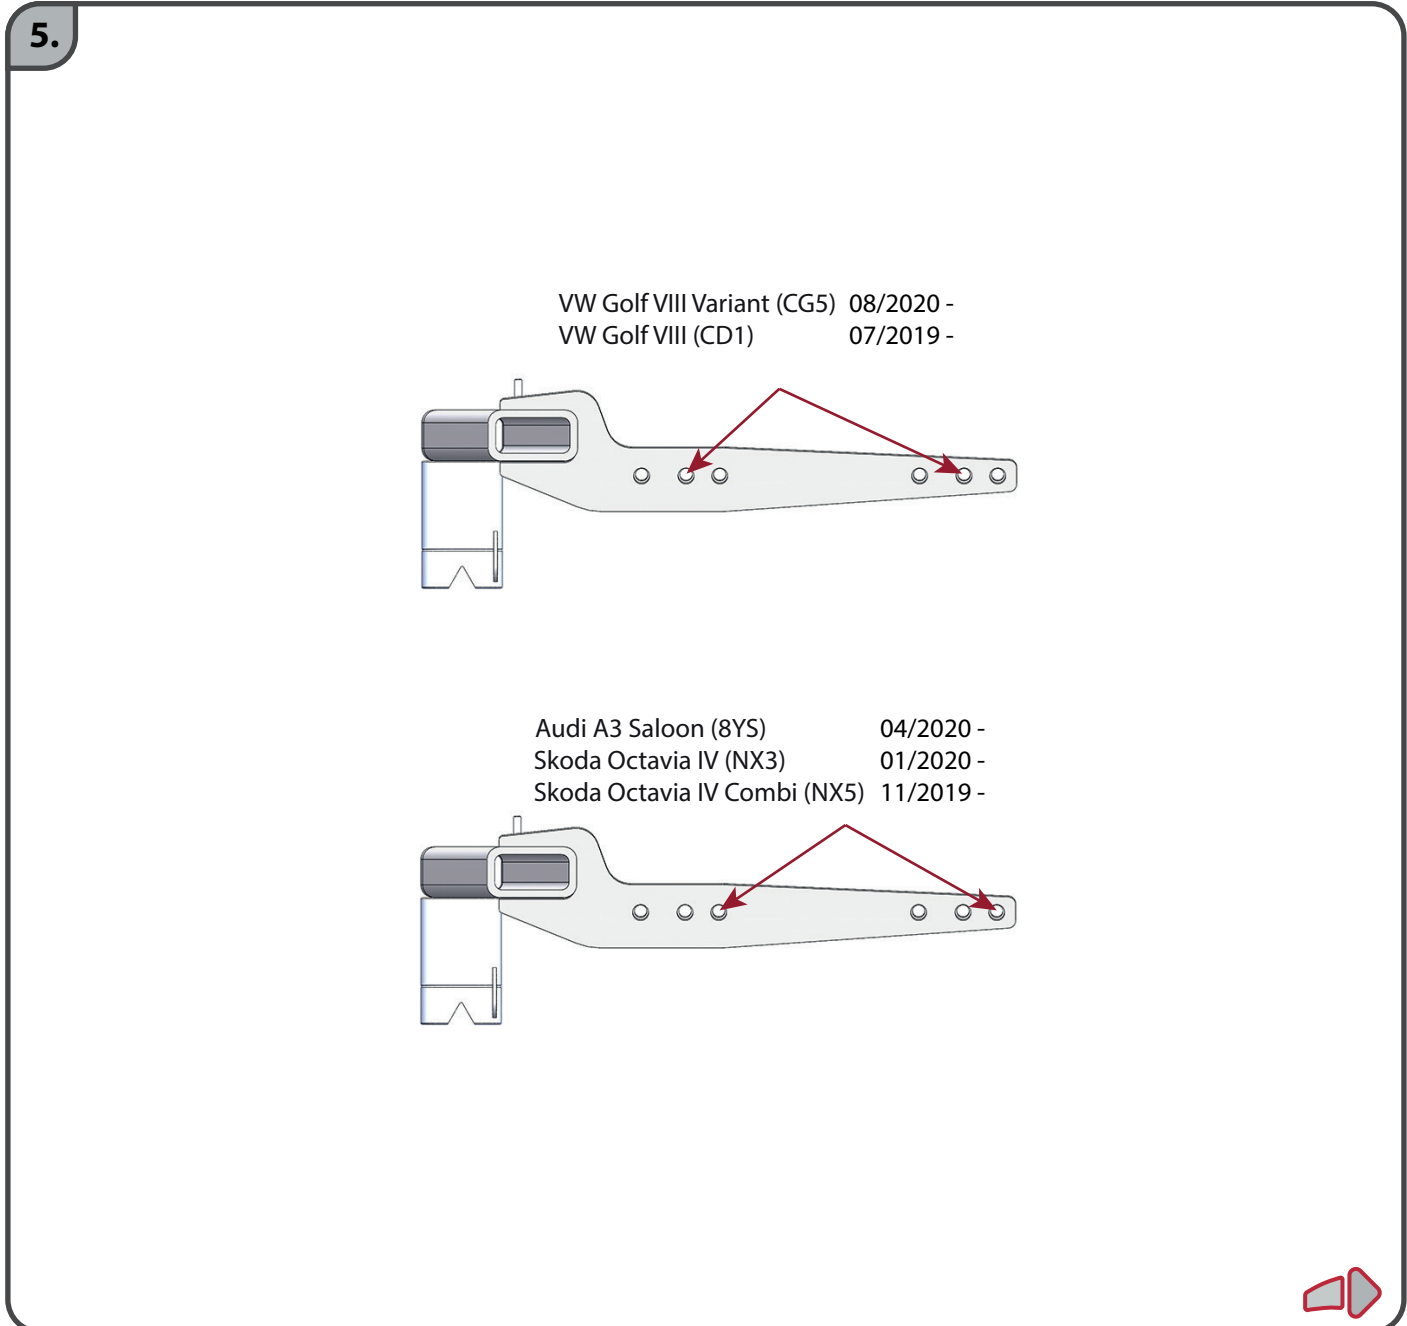 5.
VW Golf VIII Variant (CG5) 08/2020 -
VW Golf VIII (CD1) 07/2019 -
Audi A3 Saloon (8YS) 04/2020 -
Skoda Octavia IV (NX3) 01/2020 -
Skoda Octavia IV Combi (NX5) 11/2019 -